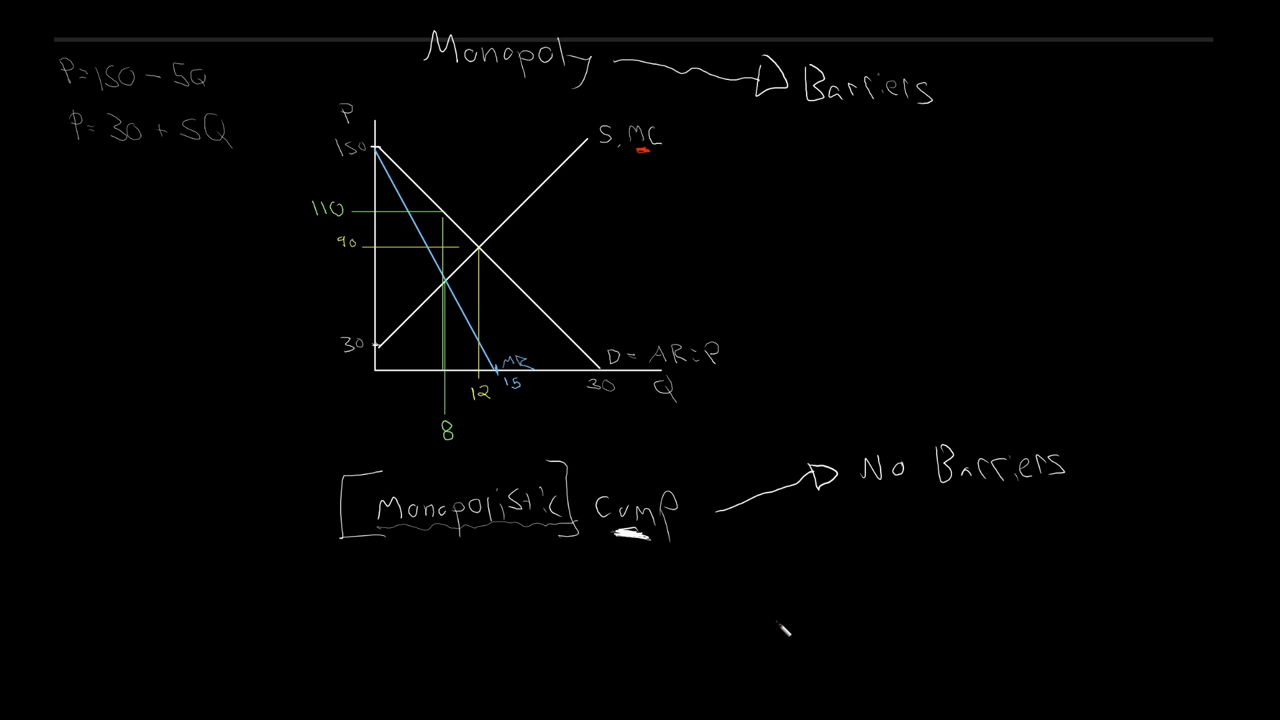 Monopoly
Barriers
P=150-5Q
P=30+5Q
P
150
S, MC
110
90
30
D=AR=P
MR
15
12
30
Q
8
[Monopolistic] Comp
No Barriers